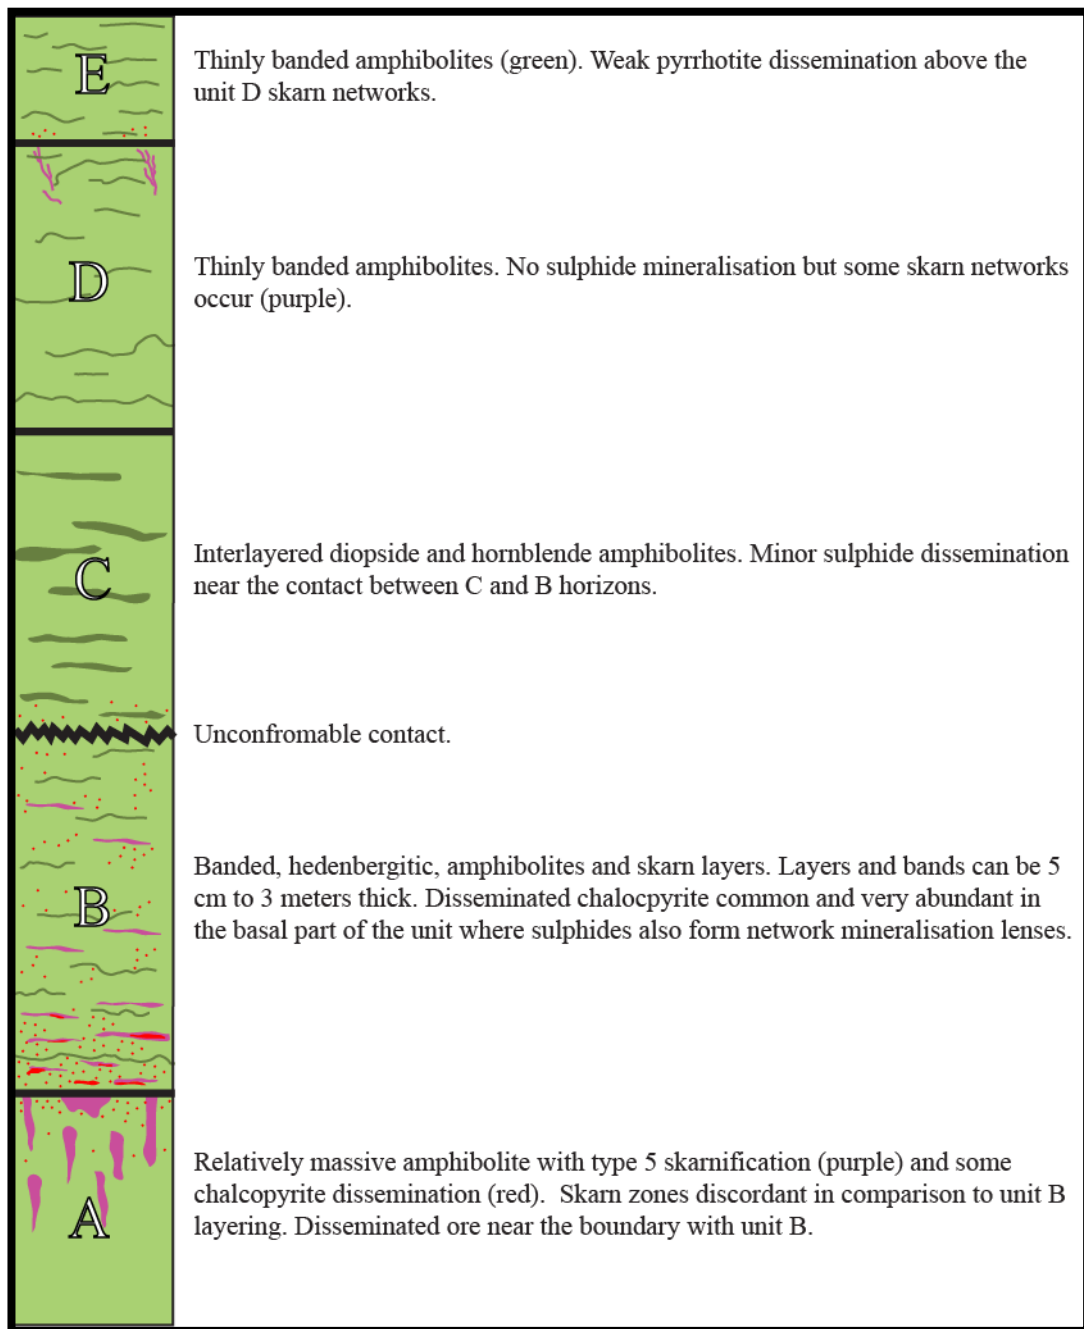 E
Thinly banded amphibolites (green). Weak pyrrhotite dissemination above the
unit D skarn networks.
D
Thinly banded amphibolites. No sulphide mineralisation but some skarn networks
occur (purple).
C
Interlayered diopside and hornblende amphibolites. Minor sulphide dissemination
near the contact between C and B horizons.
Unconfromable contact.
B
Banded, hedenbergitic, amphibolites and skarn layers. Layers and bands can be 5
cm to 3 meters thick. Disseminated chalocpyrite common and very abundant in
the basal part of the unit where sulphides also form network mineralisation lenses.
A
Relatively massive amphibolite with type 5 skarnification (purple) and some
chalcopyrite dissemination (red).  Skarn zones discordant in comparison to unit B
layering. Disseminated ore near the boundary with unit B.